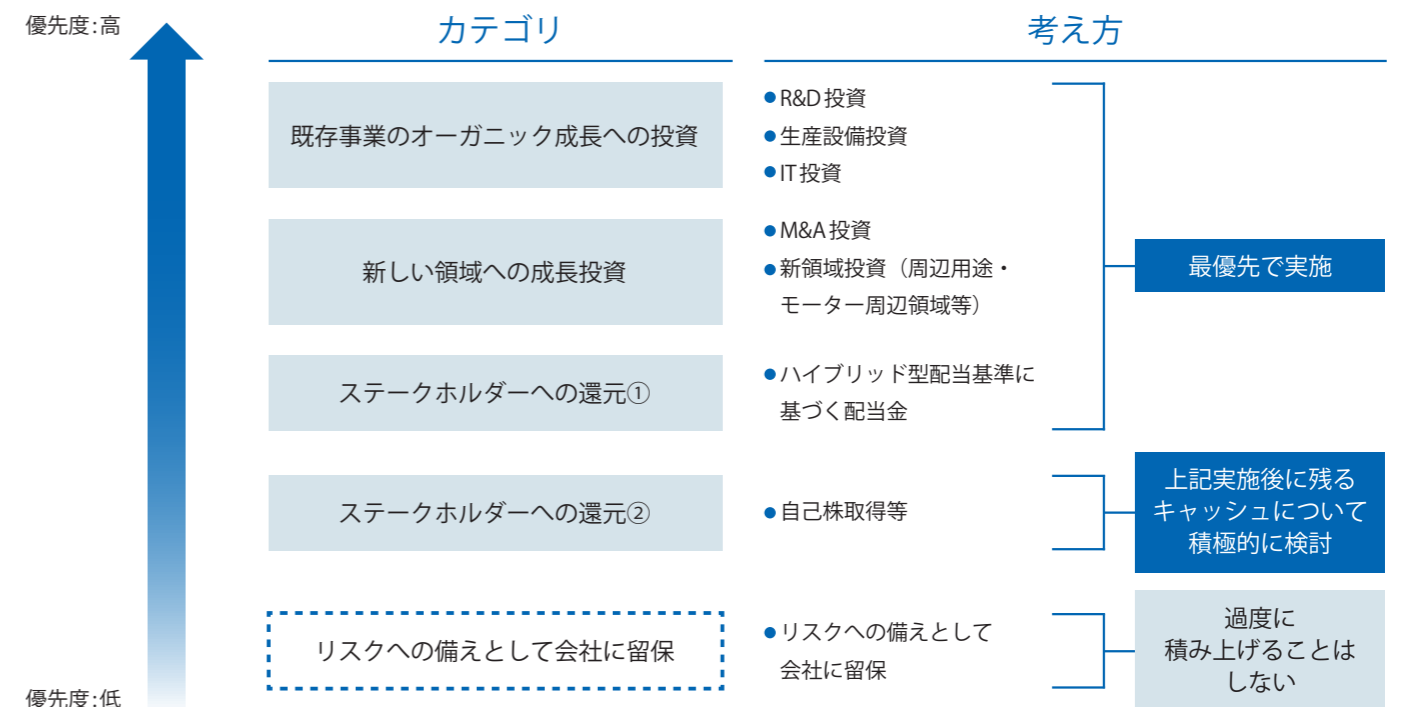 優先度:高
カテゴリ
考え方
既存事業のオーガニック成長への投資
●R&D投資
●生産設備投資
●IT投資
新しい領域への成長投資
●M&A投資
●新領域投資（周辺用途・
モーター周辺領域等）
最優先で実施
ステークホルダーへの還元①
●ハイブリッド型配当基準に
基づく配当金
ステークホルダーへの還元②
●自己株取得等
上記実施後に残る
キャッシュについて
積極的に検討
リスクへの備えとして会社に留保
●リスクへの備えとして
会社に留保
過度に
積み上げることは
しない
優先度:低